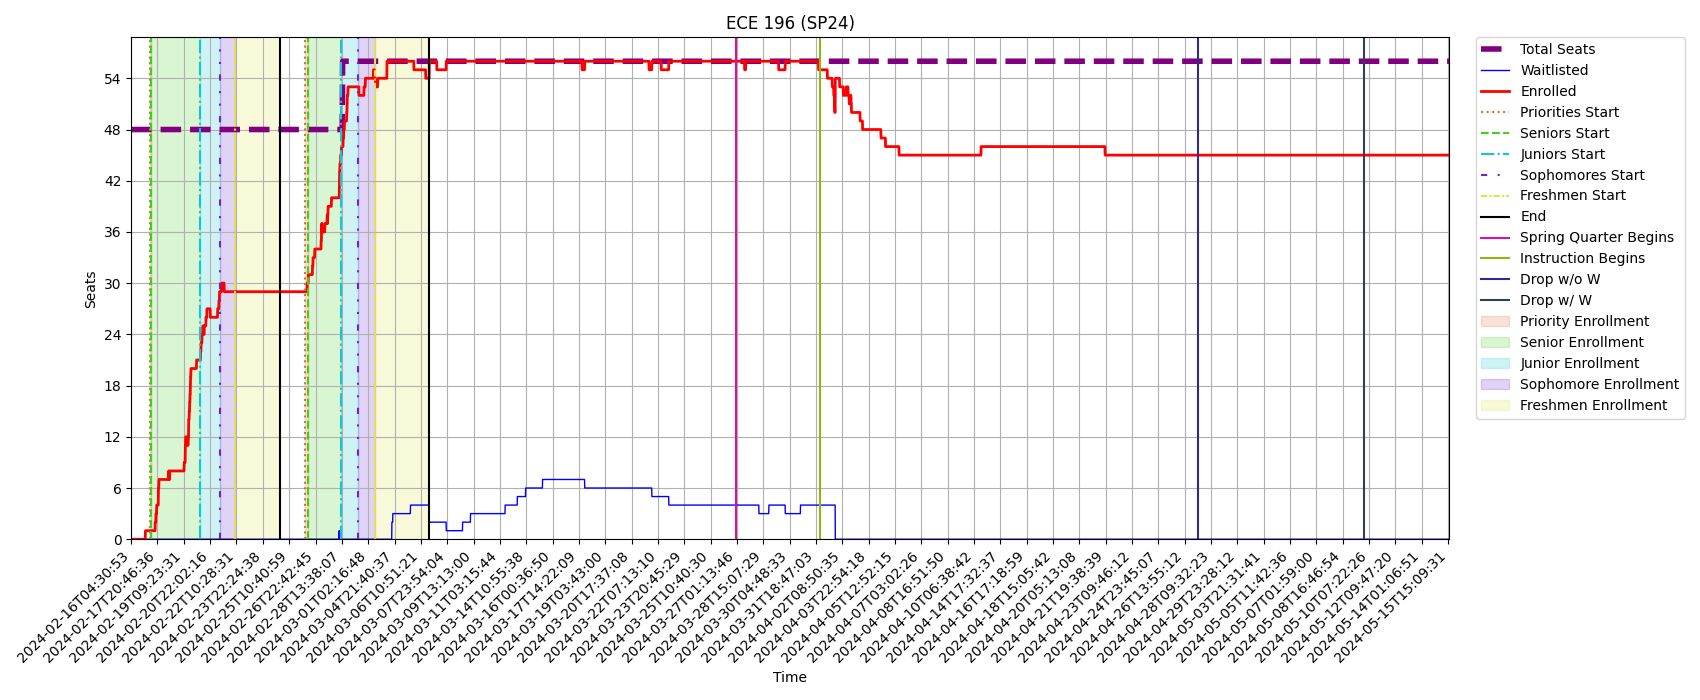 ECE 196 (SP24)
Seats
54
48
42
36
30
24
18
12
6
0
2024-02-16T04:30:53
2024-02-17T20:46:36
2024-02-19T09:23:31
2024-02-20T22:02:16
2024-02-22T10:28:31
2024-02-23T22:24:38
2024-02-25T10:40:59
2024-02-26T22:42:45
2024-02-28T13:38:07
2024-03-01T02:16:48
2024-03-04T21:40:37
2024-03-06T10:51:21
2024-03-07T23:54:04
2024-03-09T13:13:00
2024-03-11T03:15:44
2024-03-14T10:55:38
2024-03-16T00:36:50
2024-03-17T14:22:09
2024-03-19T03:43:00
2024-03-20T17:37:08
2024-03-22T07:13:10
2024-03-23T20:45:29
2024-03-25T10:40:30
2024-03-27T01:13:46
2024-03-28T15:07:29
2024-03-30T04:48:33
2024-03-31T18:47:03
2024-04-02T08:50:35
2024-04-03T22:54:18
2024-04-05T12:52:15
2024-04-07T03:02:26
2024-04-08T16:51:50
2024-04-10T06:38:42
2024-04-14T17:32:37
2024-04-16T17:18:59
2024-04-18T15:05:42
2024-04-20T05:13:08
2024-04-21T19:38:39
2024-04-23T09:46:12
2024-04-24T23:45:07
2024-04-26T13:55:12
2024-04-28T09:32:23
2024-04-29T23:28:12
2024-05-03T21:31:41
2024-05-05T11:42:36
2024-05-07T01:59:00
2024-05-08T16:46:54
2024-05-10T07:22:26
2024-05-12T09:47:20
2024-05-14T01:06:51
2024-05-15T15:09:31
Time
Total Seats
Waitlisted
Enrolled
Priorities Start
Seniors Start
Juniors Start
Sophomores Start
Freshmen Start
End
Spring Quarter Begins
Instruction Begins
Drop w/o W
Drop w/ W
Priority Enrollment
Senior Enrollment
Junior Enrollment
Sophomore Enrollment
Freshmen Enrollment